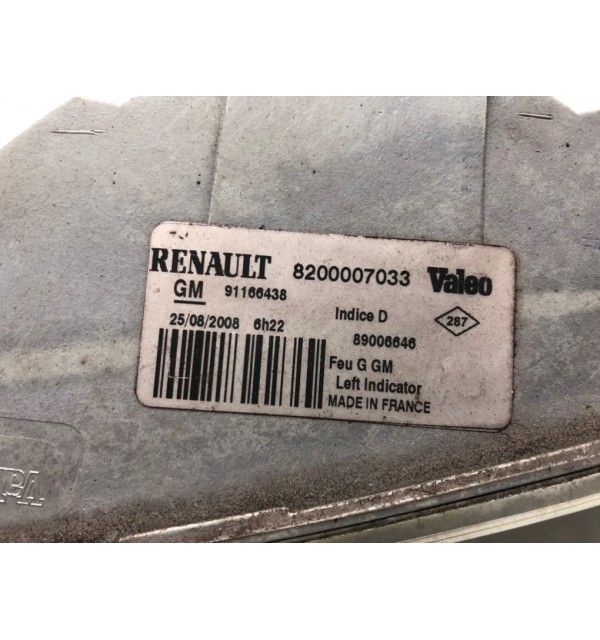 RENAULT 8200007033 Valeo
GM 91166438
Indice D 287
25/08/2008 6h22 89006646
Feu G GM
Left Indicator
MADE IN FRANCE